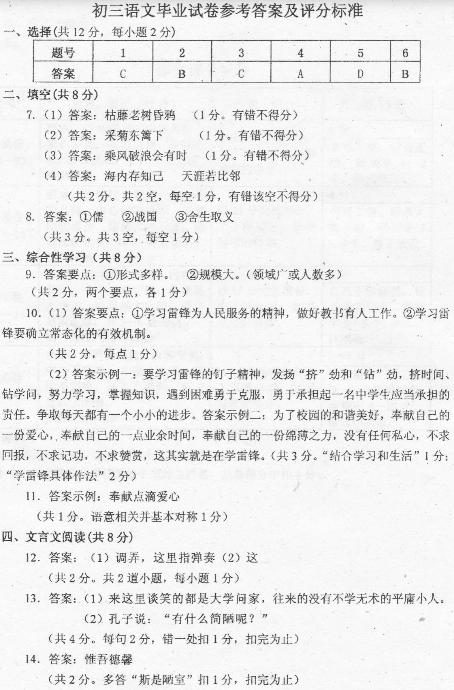 初三语文毕业试卷参考答案及评分标准
一、选择(共12分，每小题2分)
题号 1 2 3 4 5 6
答案 C B C A D B
二、填空(共8分)
7.（1）答案：枯藤老树昏鸦 （1分。有错不得分）
（2）答案：采菊东篱下 （1分。有错不得分）
（3）答案：乘风破浪会有时 （1分。有错不得分）
（4）答案：海内存知己 天涯若比邻
（共2分。共2空，每空1分，有错该空不得分）
8. 答案：①儒 ②战国 ③舍生取义
（共3分。共3空，每空1分）
三、综合性学习（共8分）
9．答案要点：①形式多样。 ②规模大。（领域广或人数多）
（共2分，两个要点，各1分）
10．（1）答案要点：①学习雷锋为人民服务的精神，做好教书育人工作。②学习雷
锋要确立常态化的有效机制。
（共2分，每点1分）
（2）答案示例一：要学习雷锋的钉子精神，发扬“挤”劲和“钻”劲，挤时间、
钻学问，努力学习，掌握知识，遇到困难勇于克服，勇于承担起一名中学生应当承担的
责任。争取每天都有一个小小的进步。答案示例二：为了校园的和谐美好，奉献自己的
一份爱心，奉献自己的一点业余时间，奉献自己的一份绵薄之力，没有任何私心，不求
回报，不求记功，不求赞赏，这其实就是在学雷锋。（共3分。“结合学习和生活”1分；
“学雷锋具体作法”2分）
11．答案示例：奉献点滴爱心
（共1分。语意相关并基本对称1分）
四、文言文阅读(共8分)
12．答案：（1）调弄，这里指弹奏（2）这
（共2分。共2道小题，每小题1分）
13．答案：（1）来这里谈笑的都是大学问家，往来的没有不学无术的平庸小人。
（2）孔子说：“有什么简陋呢？”
（共4分。每句2分，错一处扣1分，扣完为止）
14．答案：惟吾德馨
（共2分。多答“斯是陋室”扣1分，扣完为止）